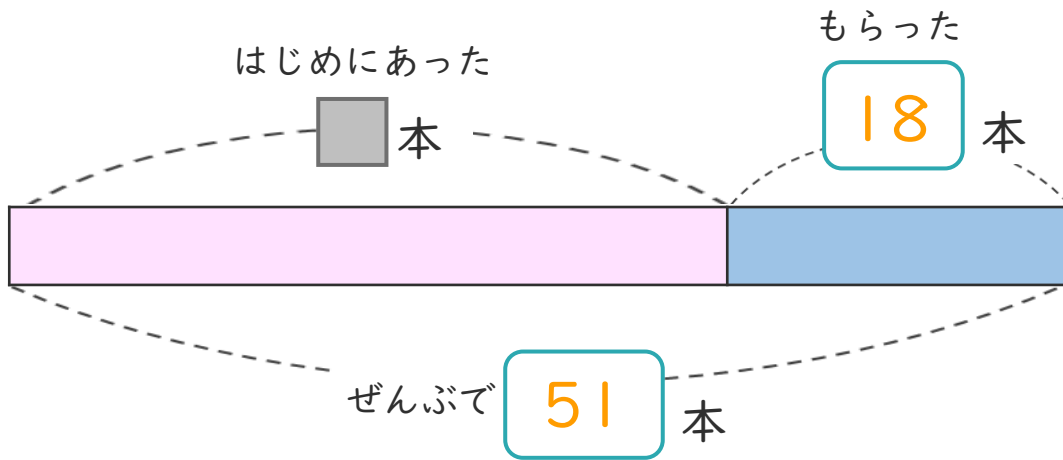 もらった
はじめにあった
18 本
本
ぜんぶで 51 本